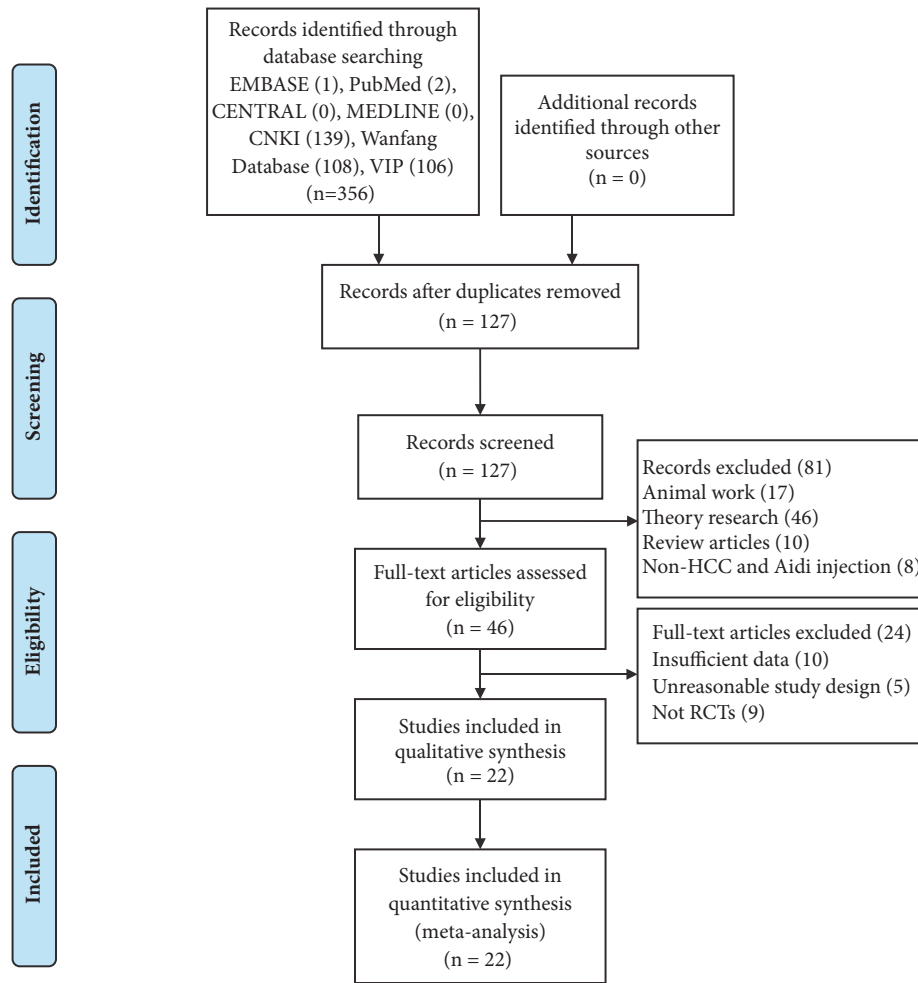 Identification
Records identified through
database searching
EMBASE (1), PubMed (2),
CENTRAL (0), MEDLINE (0),
CNKI (139), Wanfang
Database (108), VIP (106)
(n=356)
Additional records
identified through other
sources
(n = 0)
Records after duplicates removed
(n = 127)
Screening
Records screened
(n = 127)
Records excluded (81)
Animal work (17)
Theory research (46)
Review articles (10)
Non-HCC and Aidi injection (8)
Eligibility
Full-text articles assessed
for eligibility
(n = 46)
Full-text articles excluded (24)
Insufficient data (10)
Unreasonable study design (5)
Not RCTs (9)
Studies included in
qualitative synthesis
(n = 22)
Included
Studies included in
quantitative synthesis
(meta-analysis)
(n = 22)